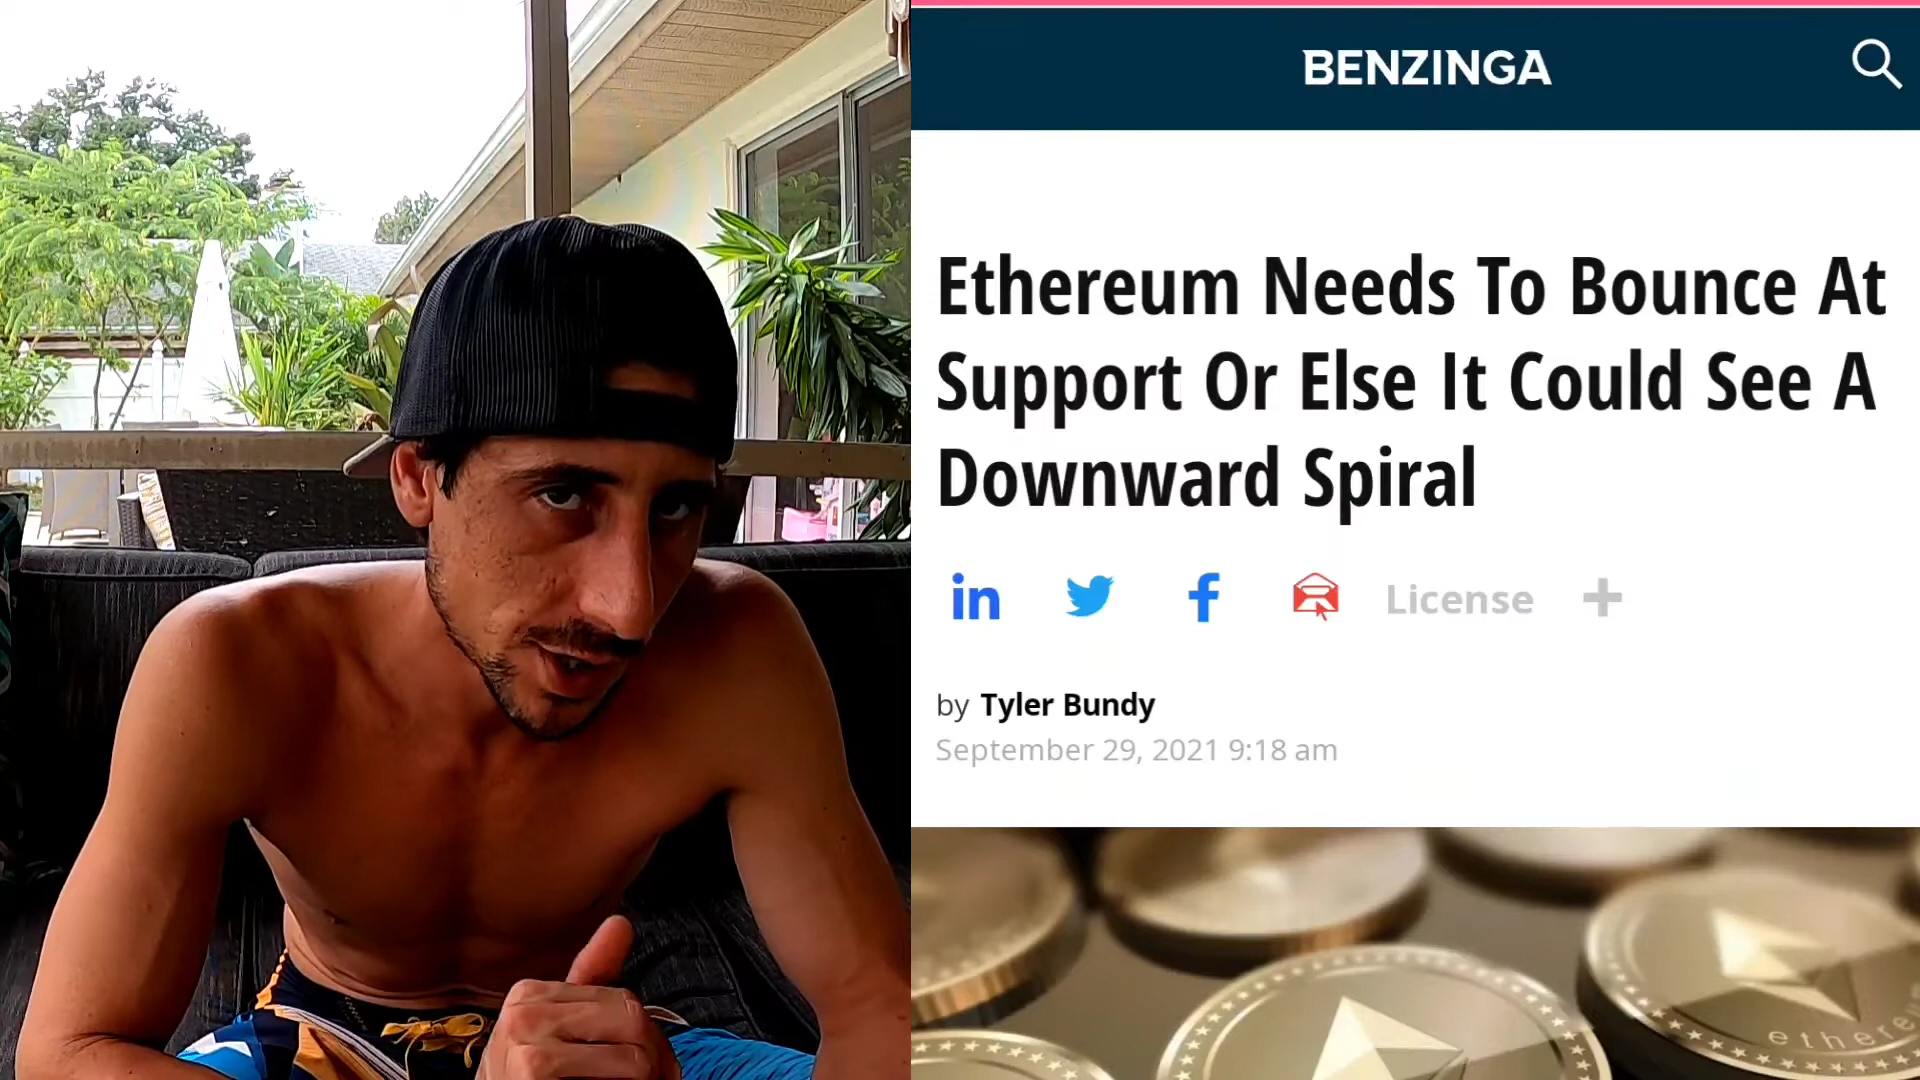 BENZINGA
Ethereum Needs To Bounce At
Support Or Else It Could See A
Downward Spiral
in f License +
by Tyler Bundy
September 29, 2021 9:18 am
ethere